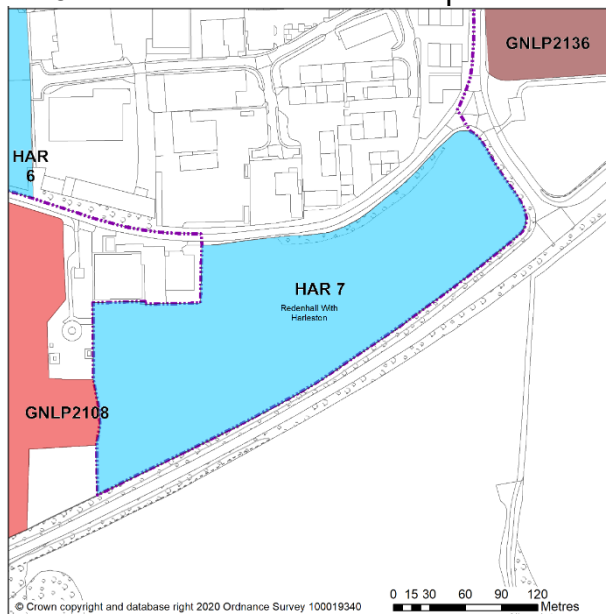 GNLP2136
HAR
6
HAR 7
Redenhall With
Harleston
GNLP2108
© Crown copyright and database right 2020 Ordnance Survey 100019340
0 15 30 60 90 120
Metres